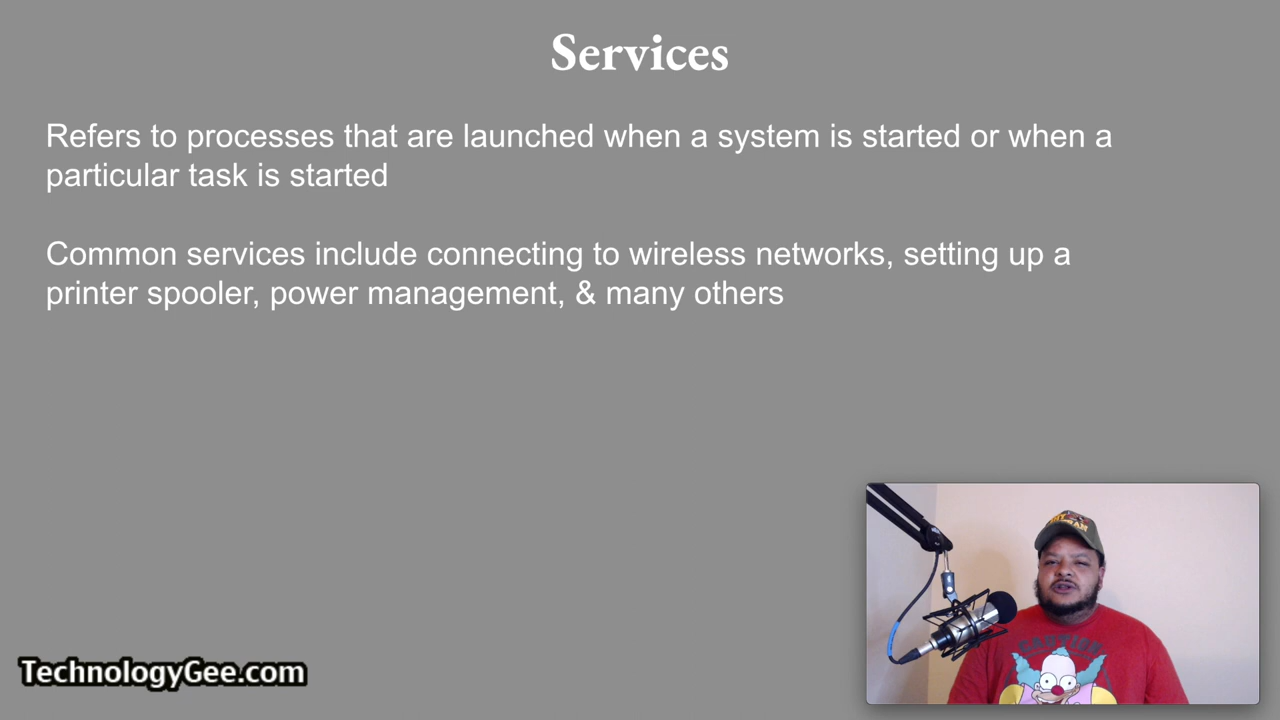 Services
Refers to processes that are launched when a system is started or when a
particular task is started
Common services include connecting to wireless networks, setting up a
printer spooler, power management, & many others
CAUTION
TechnologyGee.com